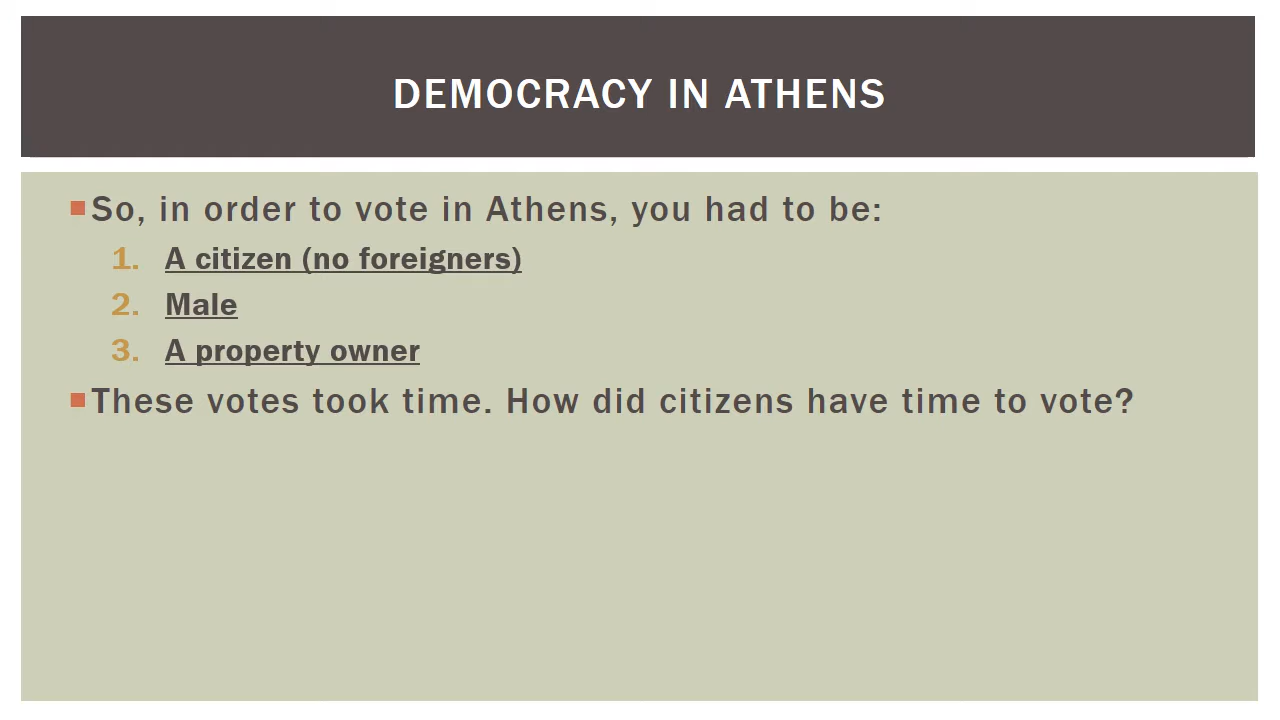 DEMOCRACY IN ATHENS
So, in order to vote in Athens, you had to be:
1. A citizen (no foreigners)
2. Male
3. A property owner
These votes took time. How did citizens have time to vote?